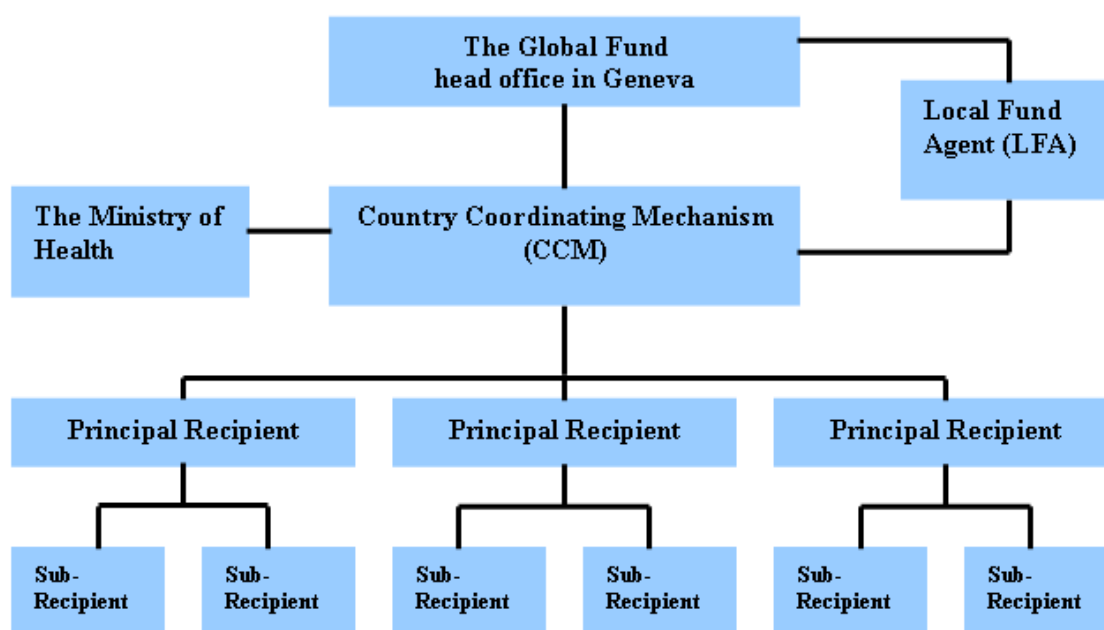 The Global Fund
head office in Geneva
Local Fund
Agent (LFA)
The Ministry of
Health
Country Coordinating Mechanism
(CCM)
Principal Recipient
Principal Recipient
Principal Recipient
Sub-
Recipient
Sub-
Recipient
Sub-
Recipient
Sub-
Recipient
Sub-
Recipient
Sub-
Recipient